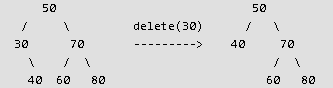 50                            50
           /     \      delete(30)         /   \
          30      70    --------->       40    70
            \    /  \                         /  \
            40  60   80                      60   80